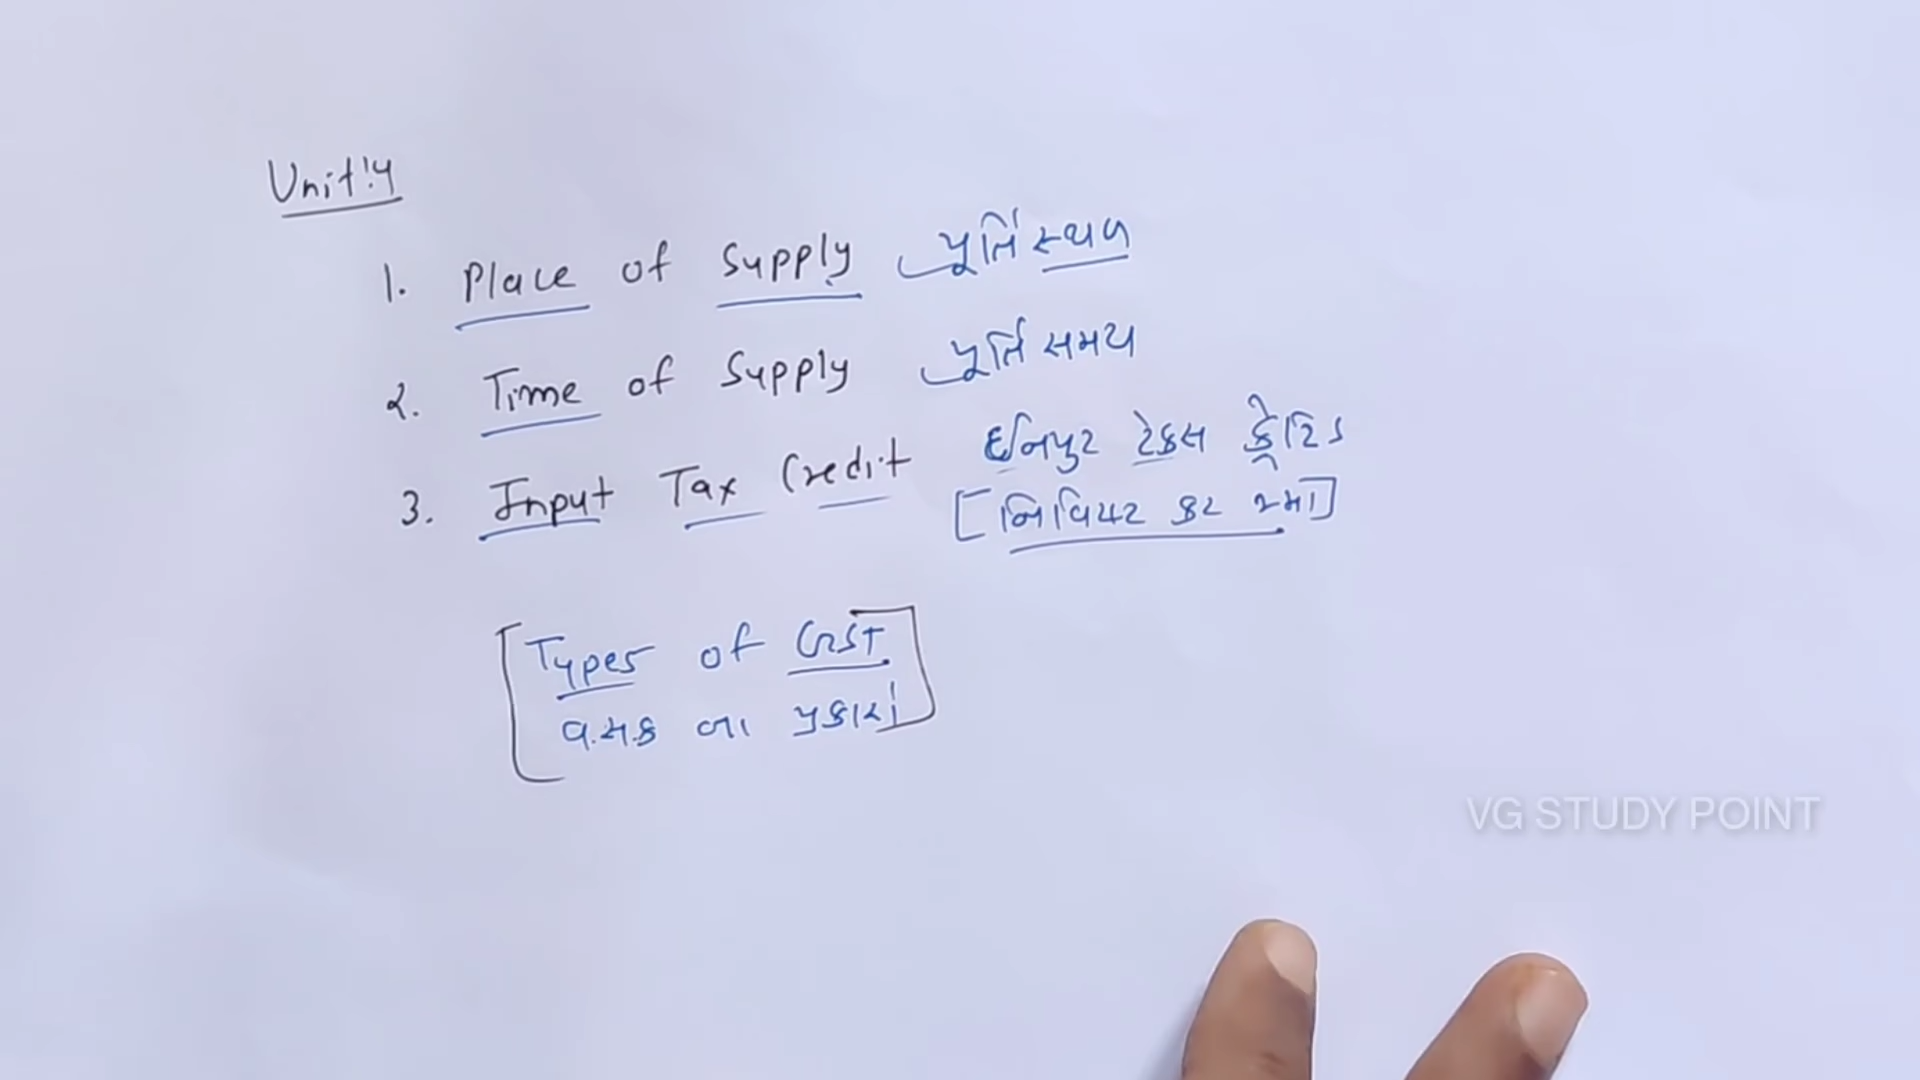 Unit:4
1. Place of Supply પૂર્તિ સ્થળ
2. Time of Supply પૂર્તિ સમય
3. Input Tax Credit ઈનપુટ ટેક્સ ક્રેડિટ
[નિવિષ્ટ કર જમા]
Types of GST
વ.સ.ક ના પ્રકારો
VG STUDY POINT